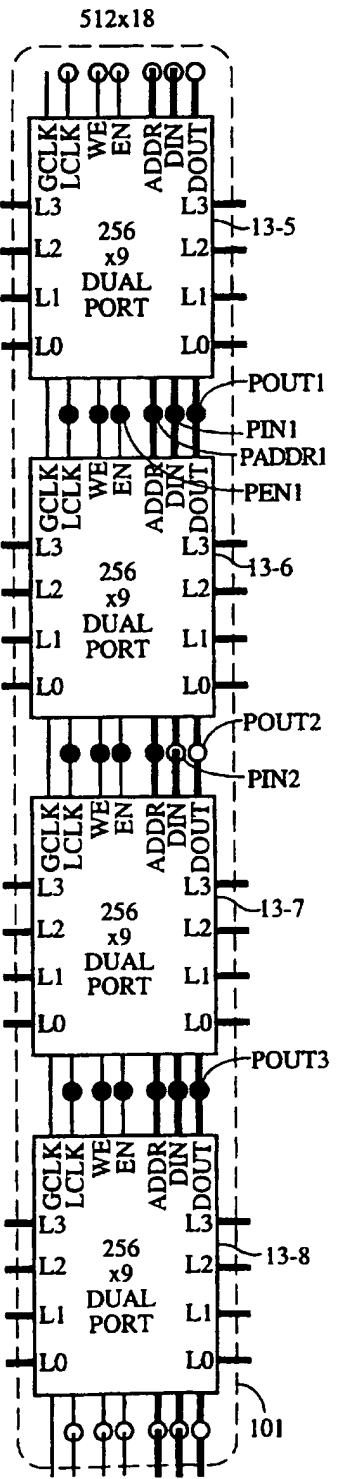 512x18
GCLK LCLK WE EN ADDR DIN DOUT
L3 L3
13-5
L2 256 x9 DUAL PORT L2
L1 L1
L0 L0
POUT1
PIN1
PADDR1
PEN1
GCLK LCLK WE EN ADDR DIN DOUT
L3 L3
13-6
L2 256 x9 DUAL PORT L2
L1 L1
L0 L0
POUT2
PIN2
GCLK LCLK WE EN ADDR DIN DOUT
L3 L3
13-7
L2 256 x9 DUAL PORT L2
L1 L1
L0 L0
POUT3
GCLK LCLK WE EN ADDR DIN DOUT
L3 L3
13-8
L2 256 x9 DUAL PORT L2
L1 L1
L0 L0
101